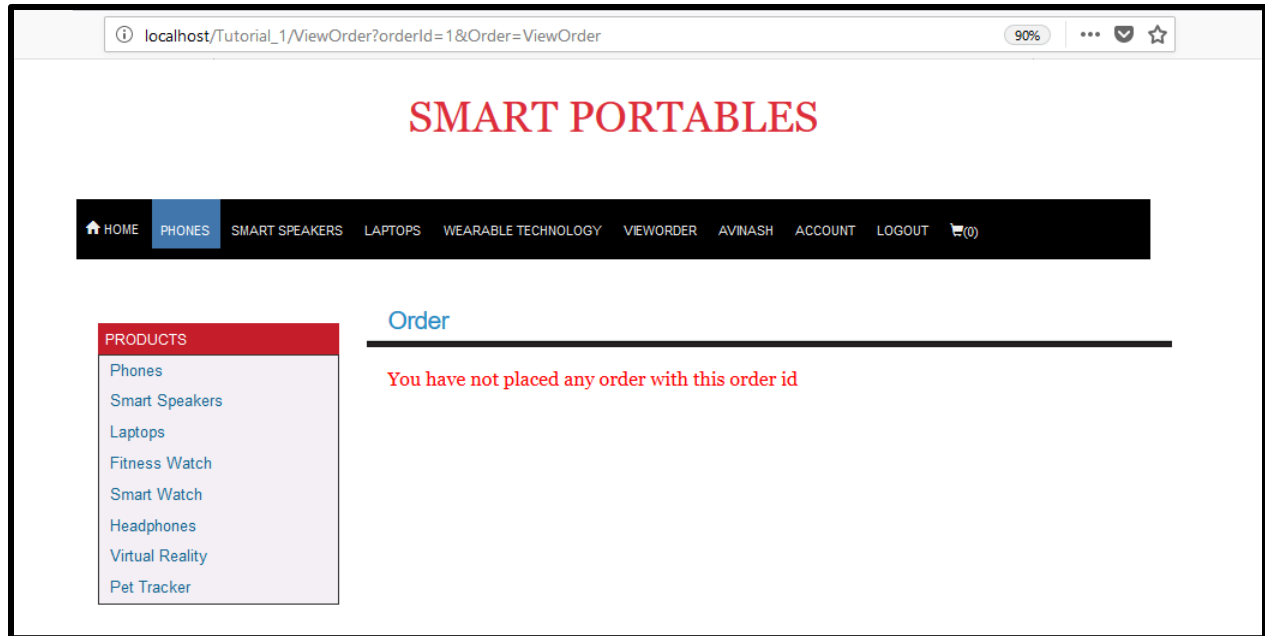 localhost/Tutorial_1/ViewOrder?orderId=1&Order=ViewOrder 90%
SMART PORTABLES
HOME PHONES SMART SPEAKERS LAPTOPS WEARABLE TECHNOLOGY VIEWORDER AVINASH ACCOUNT LOGOUT (0)
Order
PRODUCTS
Phones
Smart Speakers
Laptops
Fitness Watch
Smart Watch
Headphones
Virtual Reality
Pet Tracker
You have not placed any order with this order id